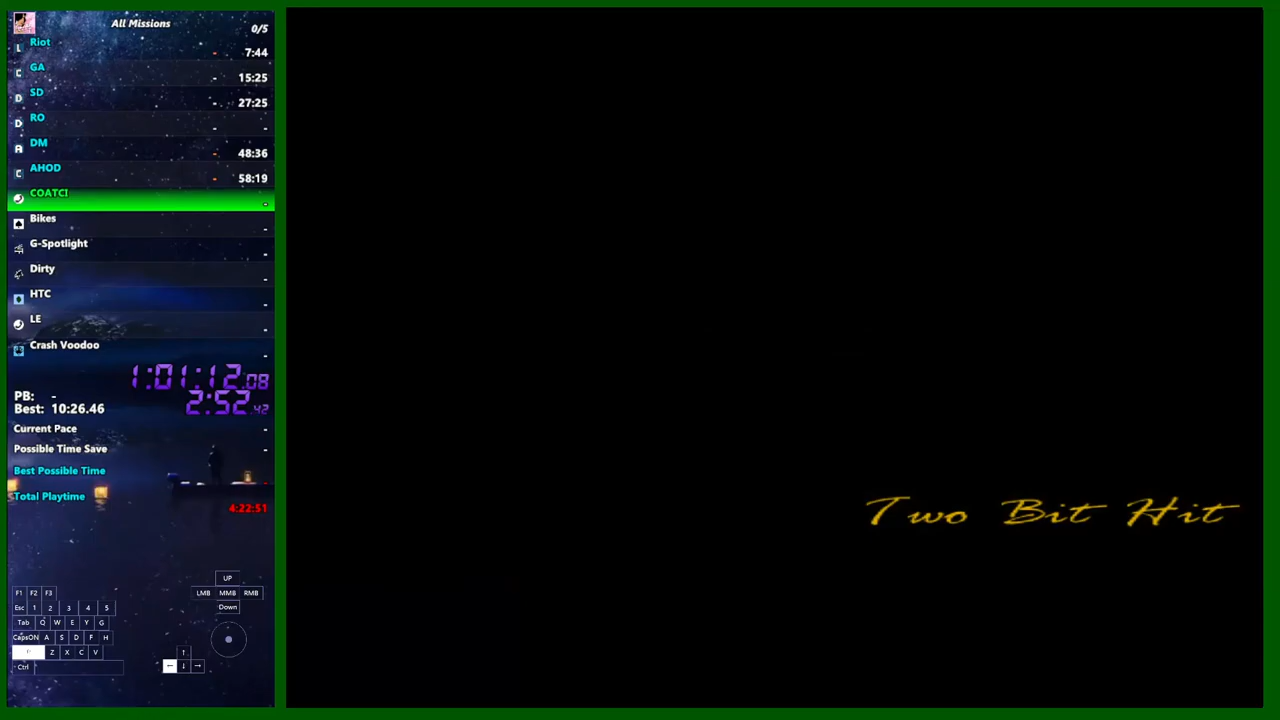 All Missions
0/5
L Riot - 7:44
C GA - 15:25
D SD - 27:25
D RO - -
A DM - 48:36
C AHOD - 58:19
COATCI -
Bikes -
G-Spotlight -
Dirty -
HTC -
LE -
Crash Voodoo -
1:01:12.08
PB: -
2:52.42
Best: 10:26.46
Current Pace -
Possible Time Save -
Best Possible Time
Total Playtime 4:22:51
Two Bit Hit
UP
F1 F2 F3 LMB MMB RMB
Esc 1 2 3 4 5 Down
Tab Q W E Y G
CapsON A S D F H
Z X C V ↑
Ctrl ← ↓ →